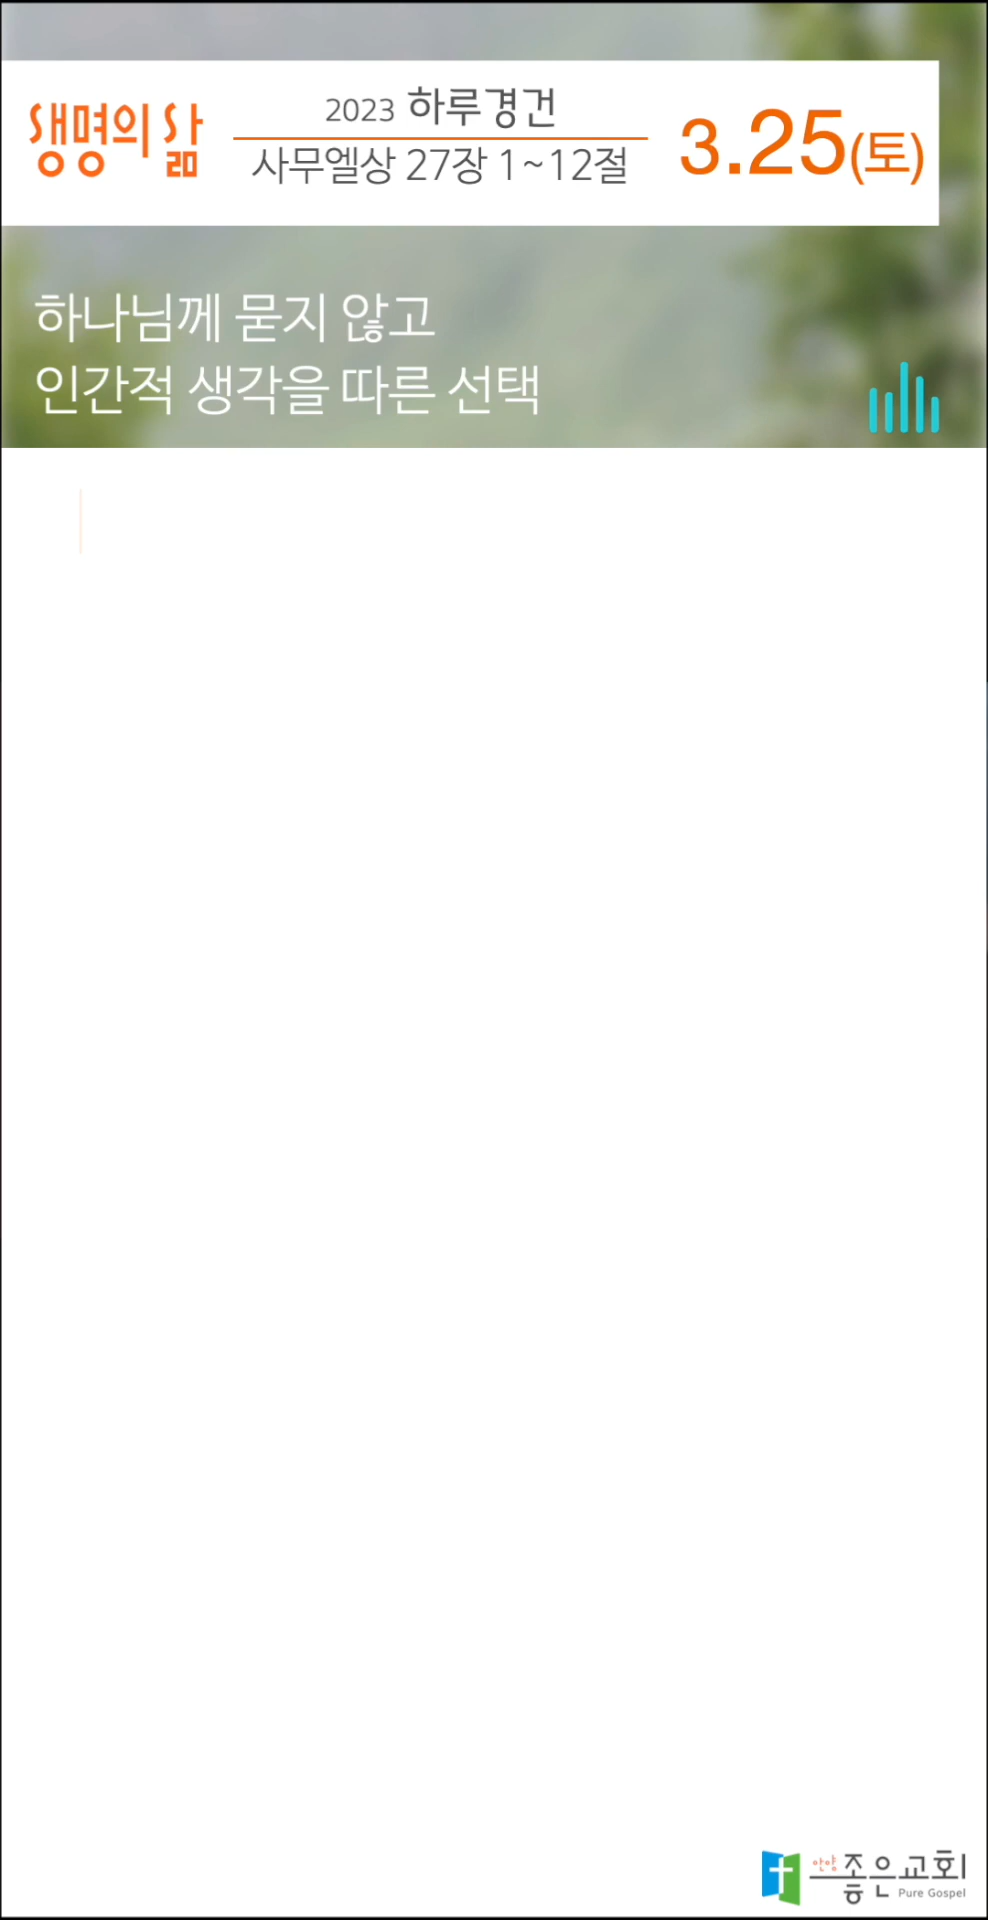 생명의 삶
2023 하루경건
사무엘상 27장 1~12절
3.25(토)
하나님께 묻지 않고
인간적 생각을 따른 선택
안양 좋은교회
Pure Gospel